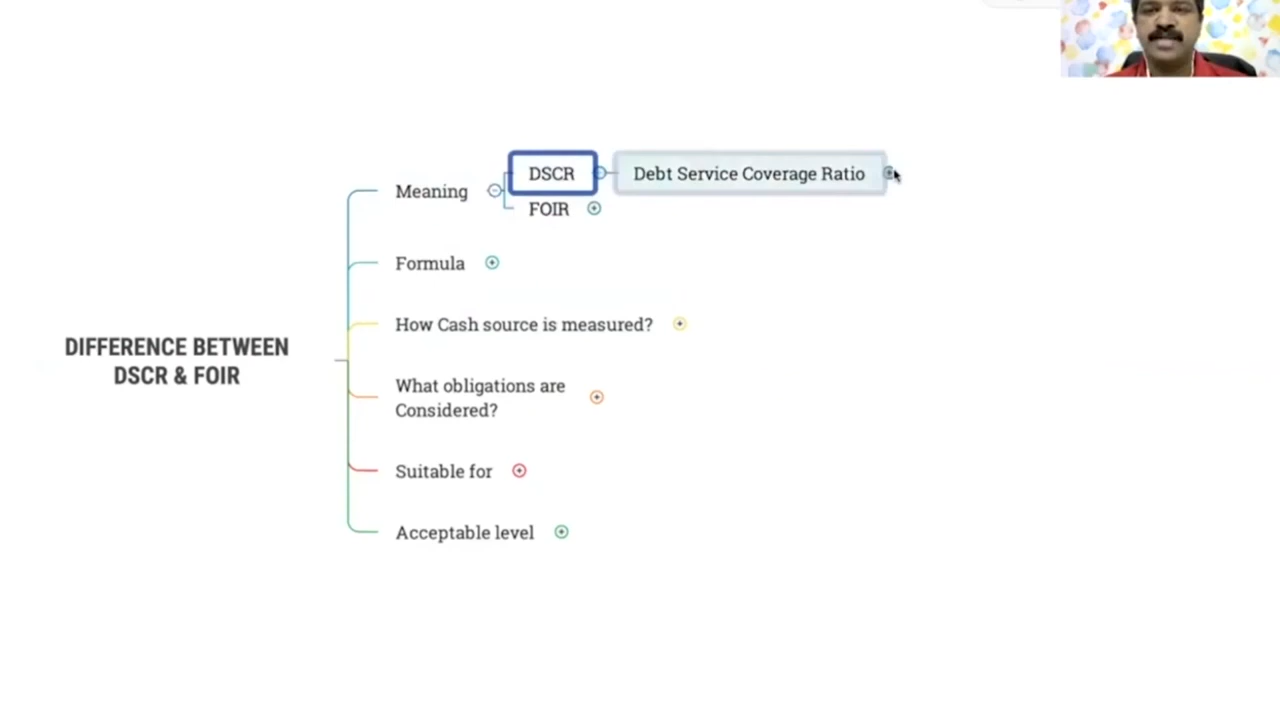 DIFFERENCE BETWEEN
DSCR & FOIR
Meaning
DSCR
Debt Service Coverage Ratio
FOIR
Formula
How Cash source is measured?
What obligations are
Considered?
Suitable for
Acceptable level